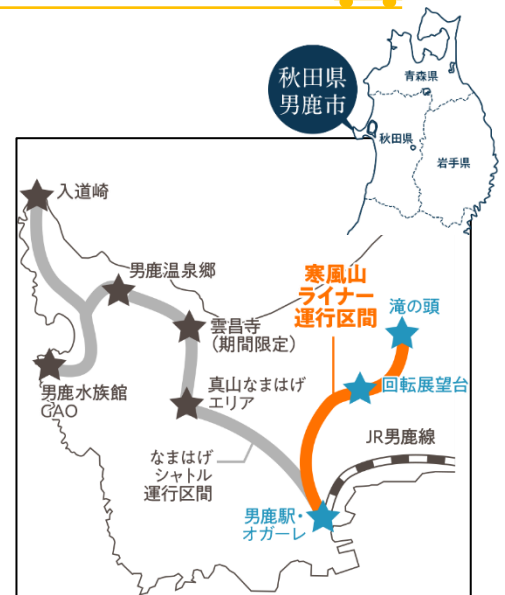 秋田県
男鹿市
青森県
秋田県
岩手県
入道崎
男鹿温泉郷
雲昌寺
（期間限定）
男鹿水族館
GAO
真山なまはげ
エリア
なまはげ
シャトル
運行区間
寒風山
ライナー
運行区間
滝の頭
回転展望台
JR男鹿線
男鹿駅・
オガーレ